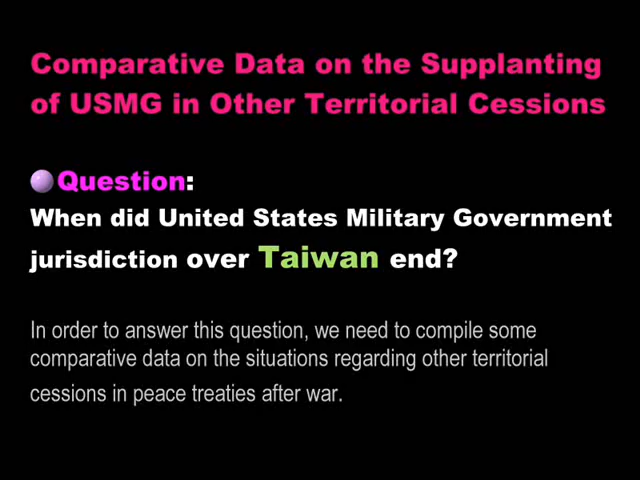 Comparative Data on the Supplanting
of USMG in Other Territorial Cessions
Question:
When did United States Military Government
jurisdiction over Taiwan end?
In order to answer this question, we need to compile some
comparative data on the situations regarding other territorial
cessions in peace treaties after war.